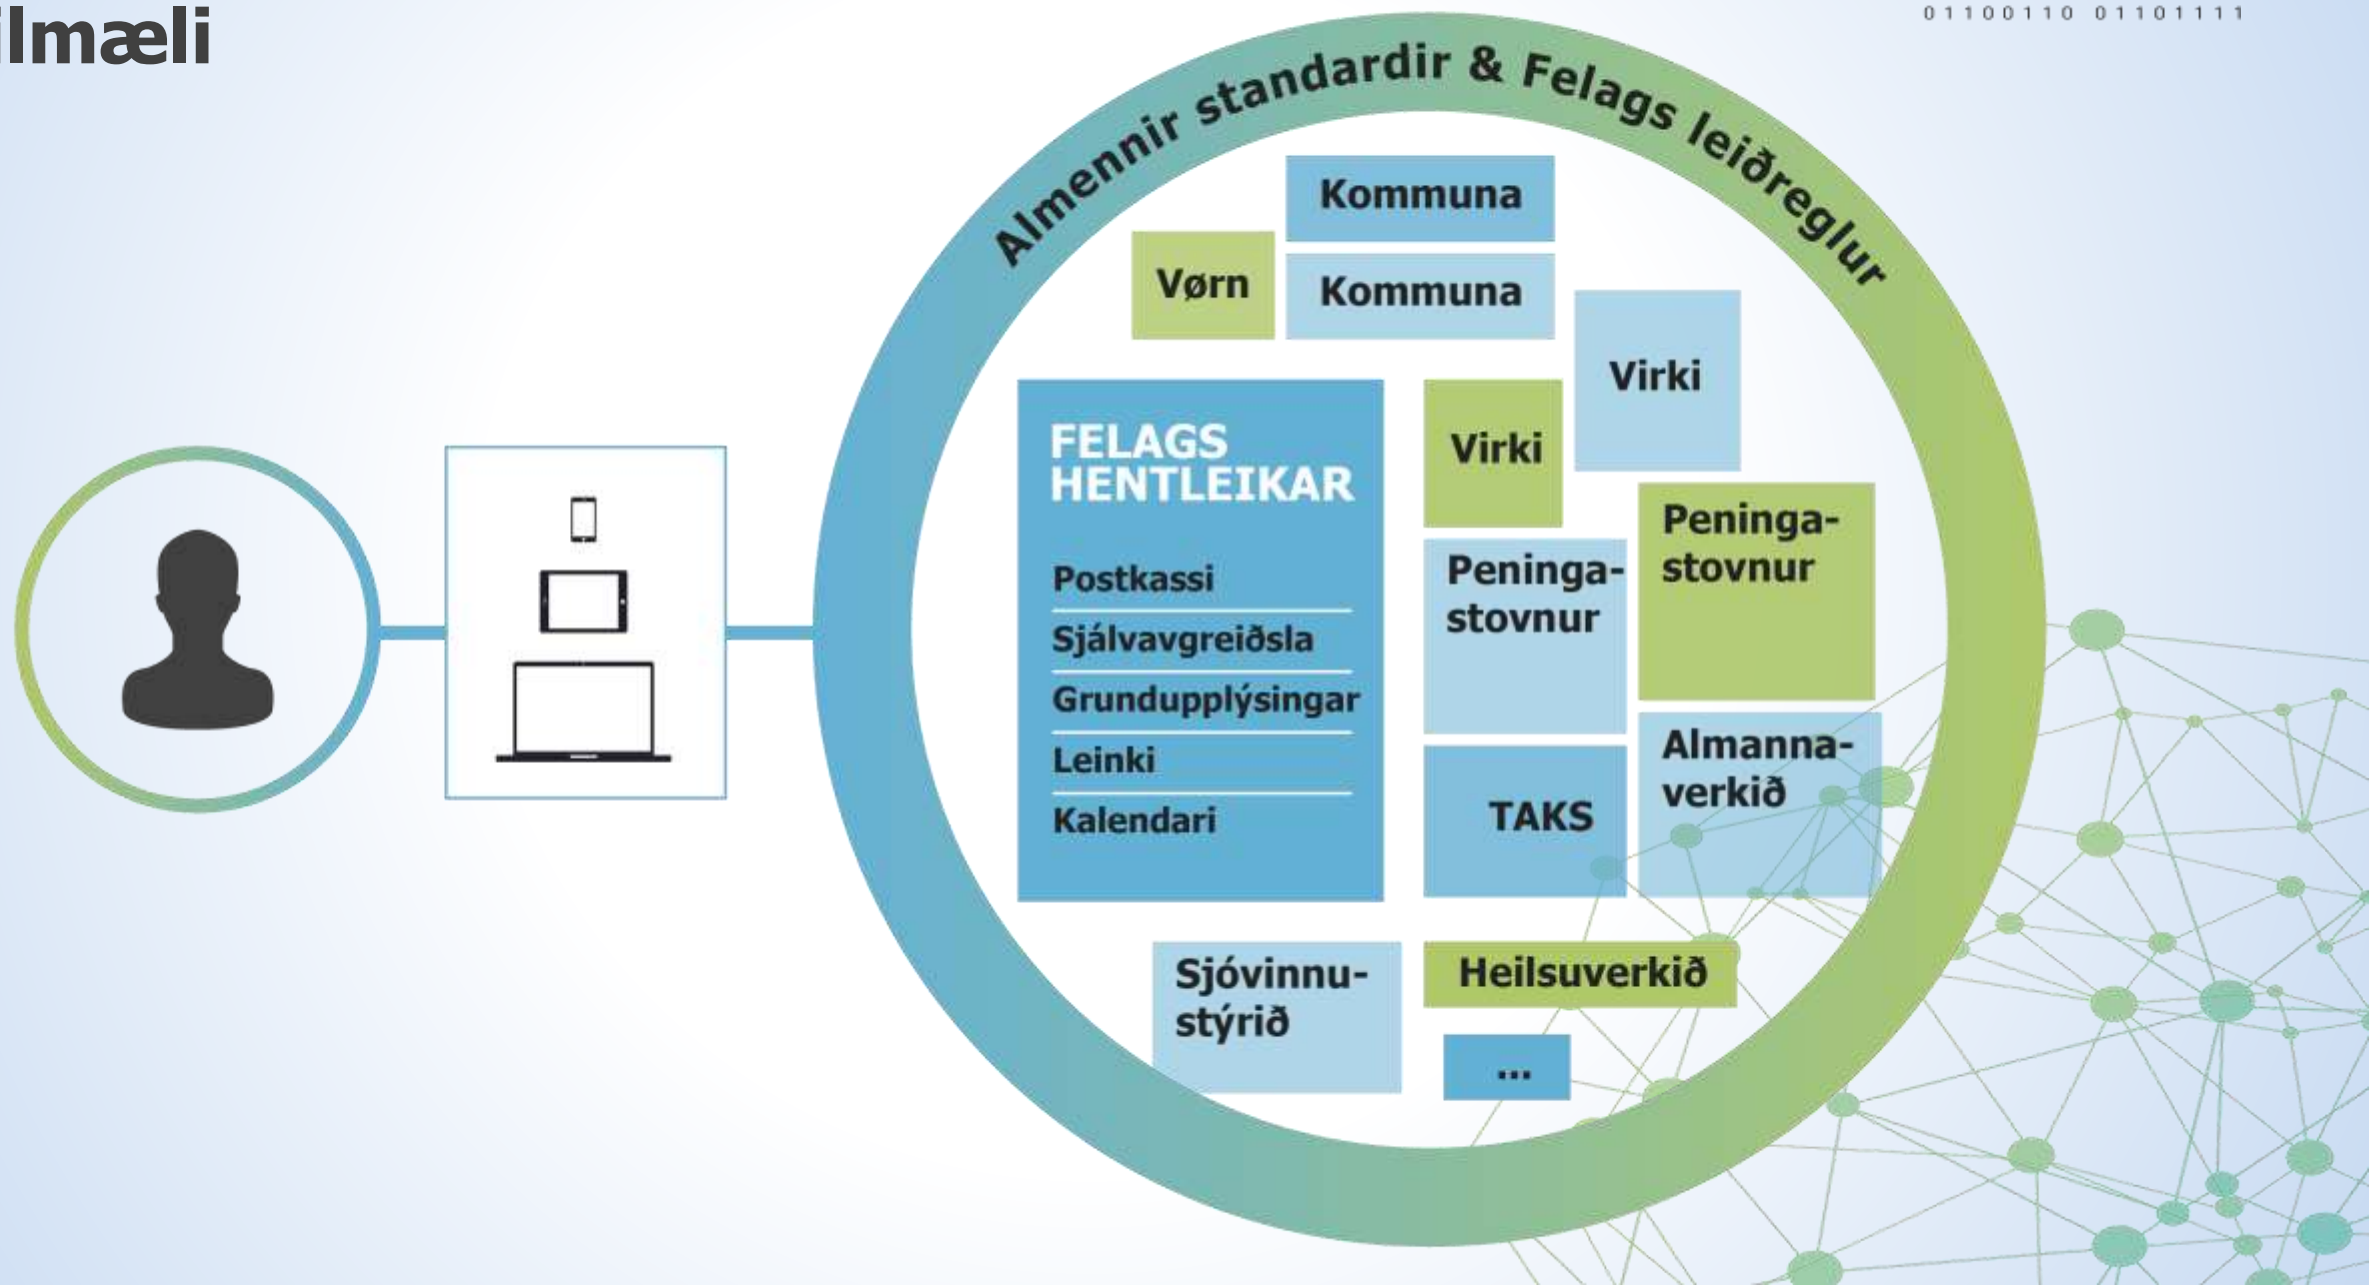 ilmæli
01100110 01101111
Almennir standardir & Felags leiðreglur
Kommuna
Vørn
Kommuna
Virki
FELAGS
HENTLEIKAR
Postkassi
Sjálvavgreiðsla
Grundupplýsingar
Leinki
Kalendari
Virki
Peninga-
stovnur
Peninga-
stovnur
TAKS
Almanna-
verkið
Sjóvinnu-
stýrið
Heilsuverkið
...